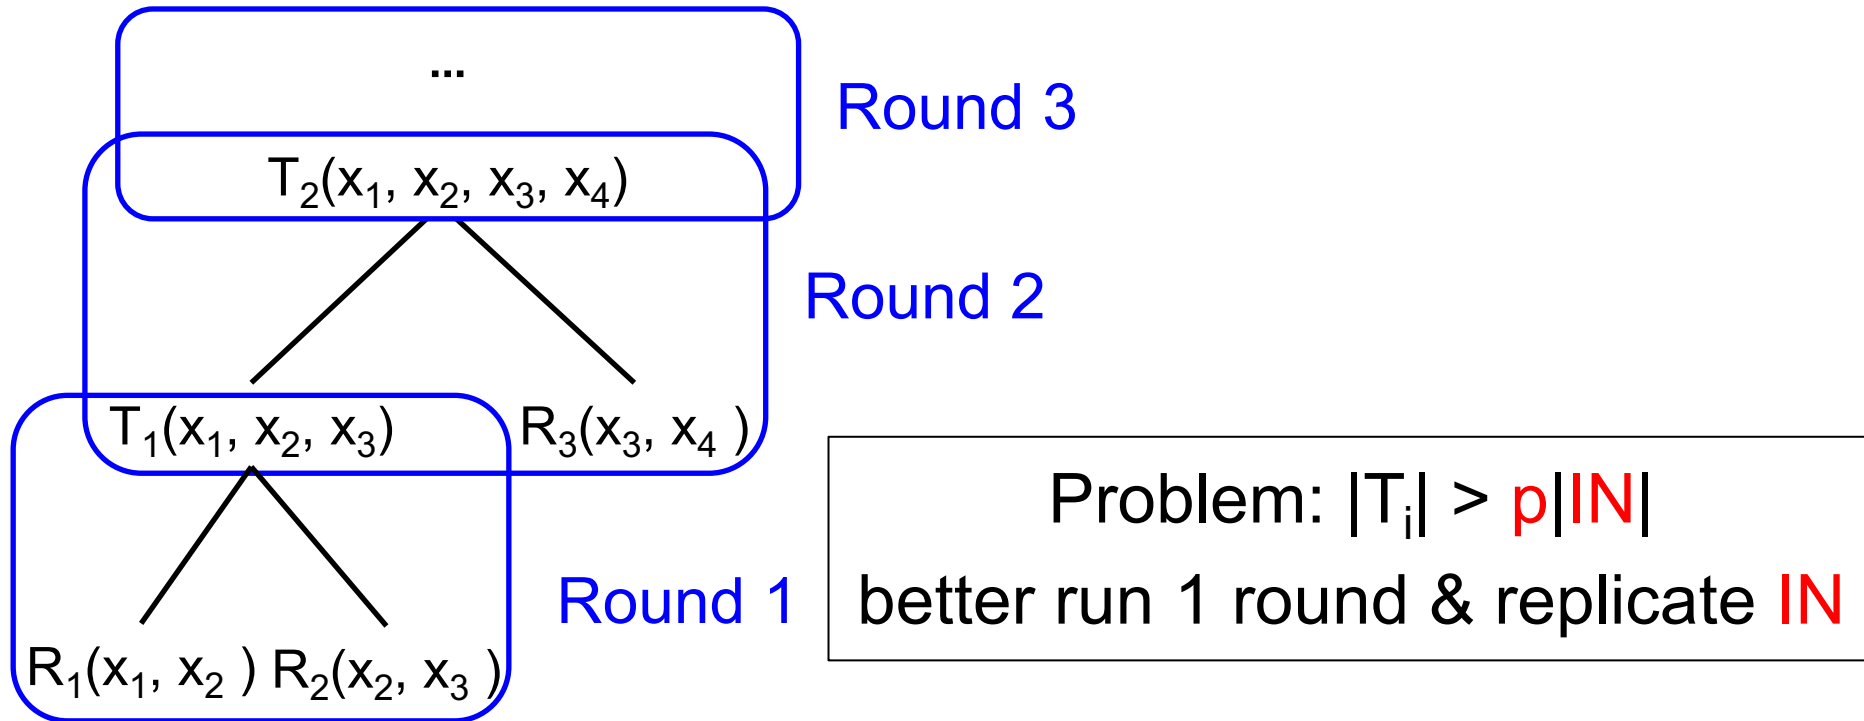 ...
Round 3
T₂(x₁, x₂, x₃, x₄)
Round 2
T₁(x₁, x₂, x₃)
R₃(x₃, x₄ )
Problem: |Tᵢ| > p|IN|
better run 1 round & replicate IN
Round 1
R₁(x₁, x₂ ) R₂(x₂, x₃ )